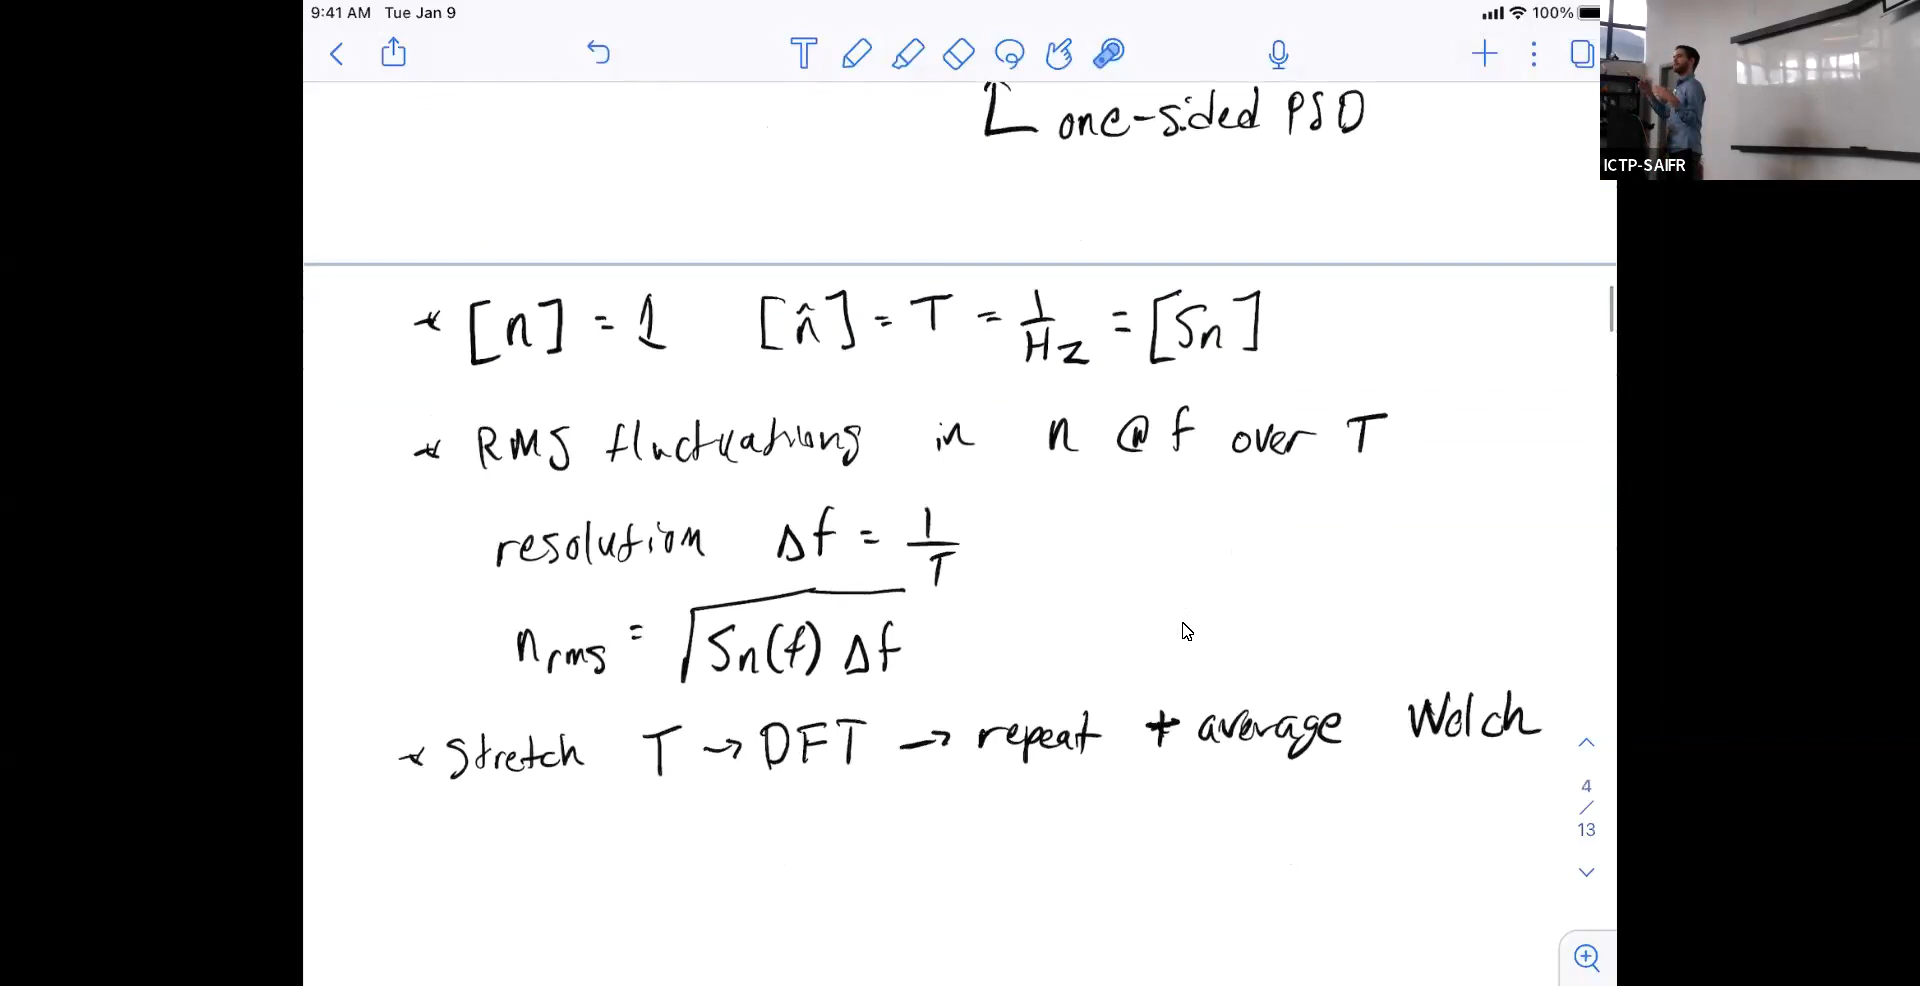 9:41 AM Tue Jan 9
100%
ICTP-SAIFR
one-sided PSD
* [n] = 1 [n̂] = T = 1/Hz = [Sn]
* RMS fluctuations in n @ f over T
resolution Δf = 1/T
n rms = √Sn(f) Δf
* Stretch T → DFT → repeat + average Welch
4
/
13